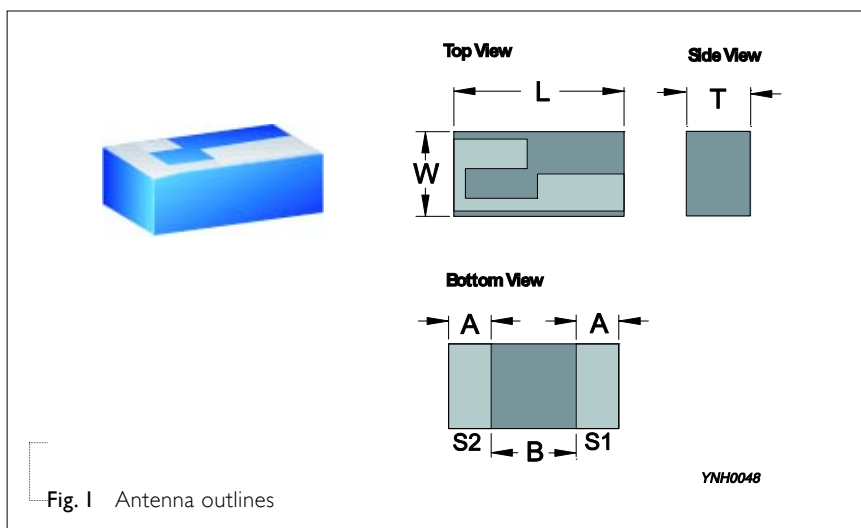 Top View
Side View
L
T
W
Bottom View
A
A
S2
B
S1
YNH0048
Fig. 1 Antenna outlines